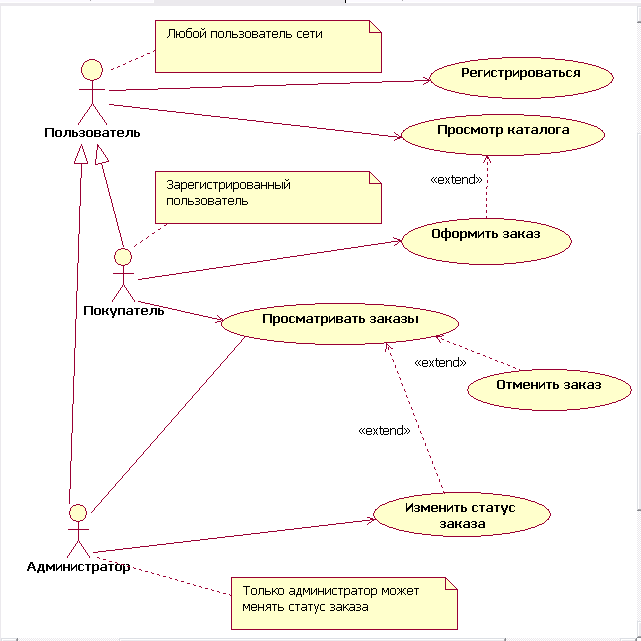 Любой пользователь сети
Регистрироваться
Пользователь
Просмотр каталога
«extend»
Зарегистрированный
пользователь
Оформить заказ
Покупатель
Просматривать заказы
«extend»
Отменить заказ
«extend»
Изменить статус
заказа
Администратор
Только администратор может
менять статус заказа